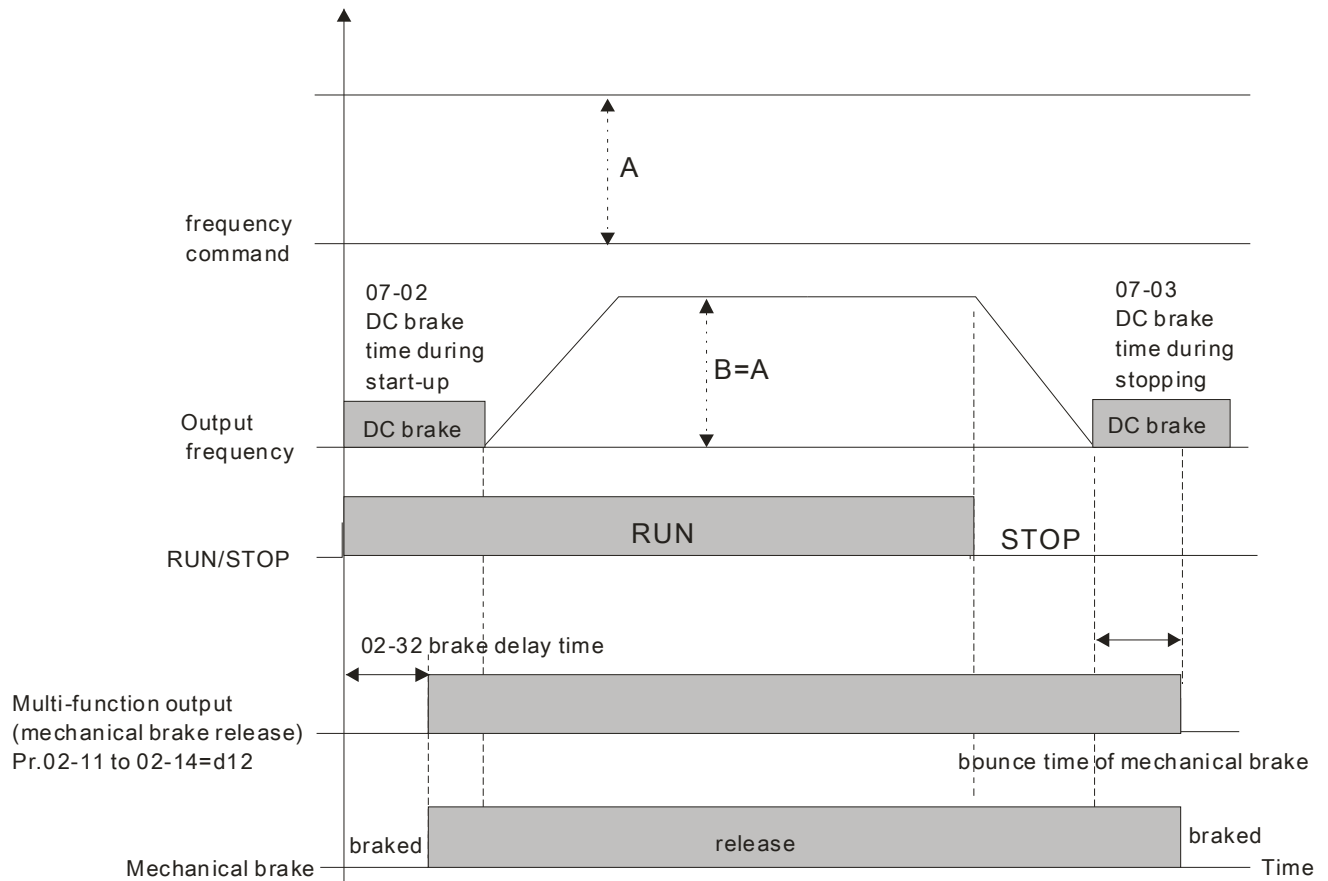 A
frequency
command
07-02
DC brake
time during
start-up
07-03
DC brake
time during
stopping
B=A
Output
frequency
DC brake
DC brake
RUN/STOP
RUN
STOP
02-32 brake delay time
Multi-function output
(mechanical brake release)
Pr.02-11 to 02-14=d12
bounce time of mechanical brake
Mechanical brake
braked
release
braked
Time